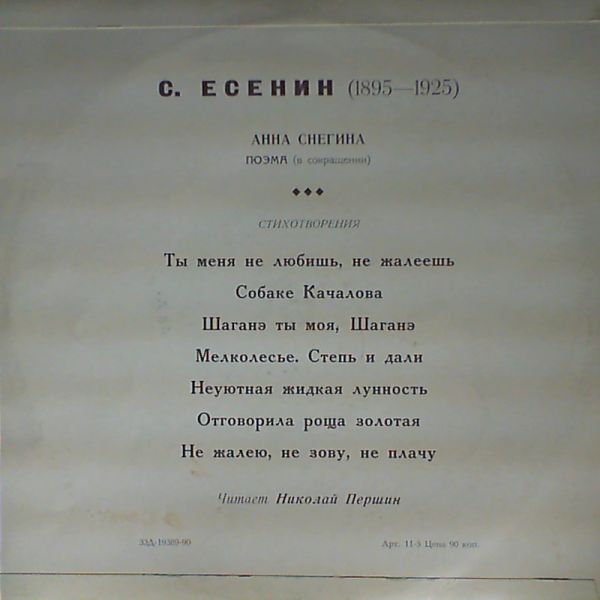 С. ЕСЕНИН (1895—1925)
АННА СНЕГИНА
ПОЭМА (в сокращении)
СТИХОТВОРЕНИЯ
Ты меня не любишь, не жалеешь
Собаке Качалова
Шаганэ ты моя, Шаганэ
Мелколесье. Степь и дали
Неуютная жидкая лунность
Отговорила роща золотая
Не жалею, не зову, не плачу
Читает Николай Першин
33Д-19389-90 Арт. 11-3 Цена 90 коп.